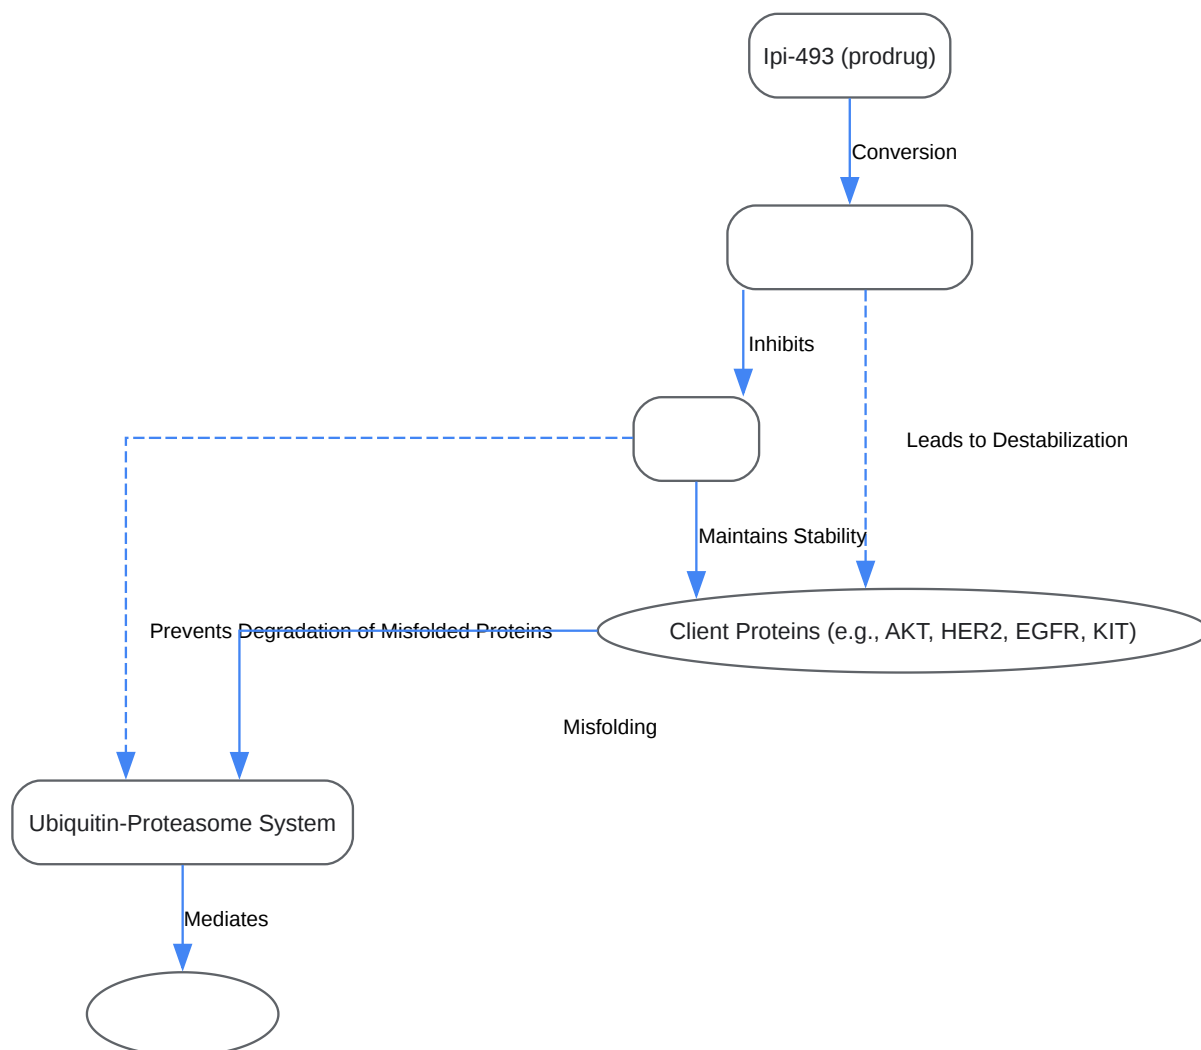 Ipi-493 (prodrug)
Conversion
Inhibits
Leads to Destabilization
Maintains Stability
Prevents Degradation of Misfolded Proteins
Client Proteins (e.g., AKT, HER2, EGFR, KIT)
Misfolding
Ubiquitin-Proteasome System
Mediates